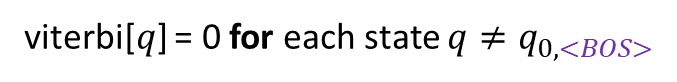 viterbi[q] = 0 for each state q ≠ q₀,<BOS>